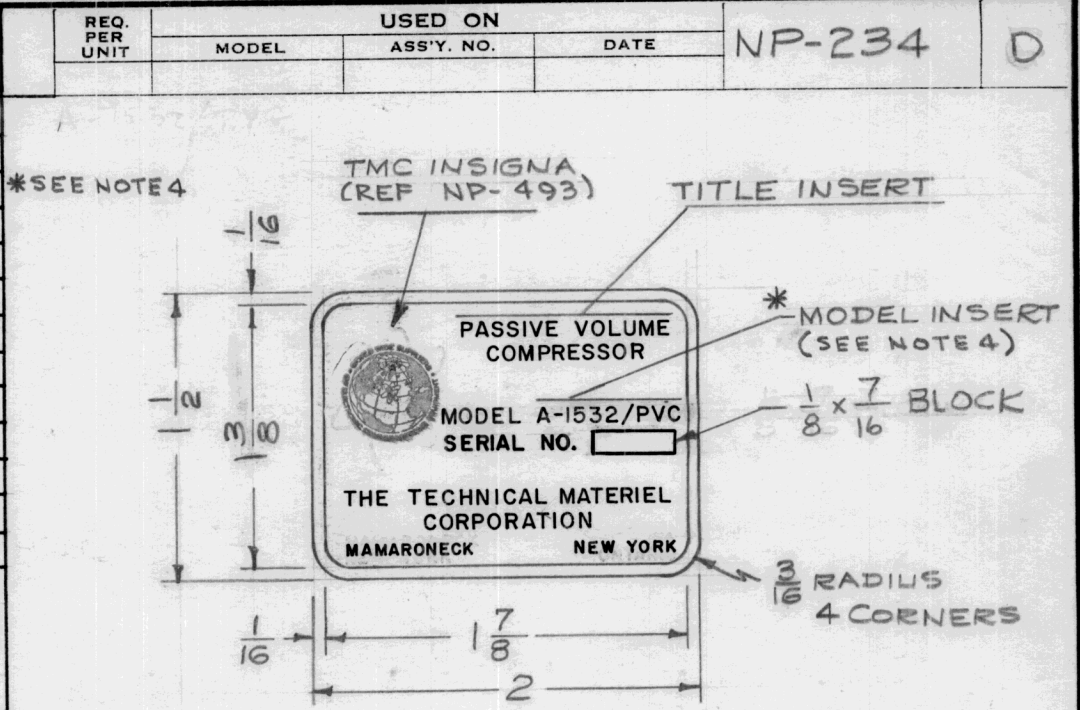 REQ.
PER
UNIT
USED ON
MODEL
ASS'Y. NO.
DATE
NP-234
D
*SEE NOTE 4
TMC INSIGNA
(REF NP-493)
TITLE INSERT
1/16
* MODEL INSERT
(SEE NOTE 4)
PASSIVE VOLUME
COMPRESSOR
1 1/2
1 3/8
MODEL A-1532/PVC
1/8 x 7/16 BLOCK
SERIAL NO.
THE TECHNICAL MATERIEL
CORPORATION
MAMARONECK NEW YORK
3/16 RADIUS
4 CORNERS
1/16
1 7/8
2